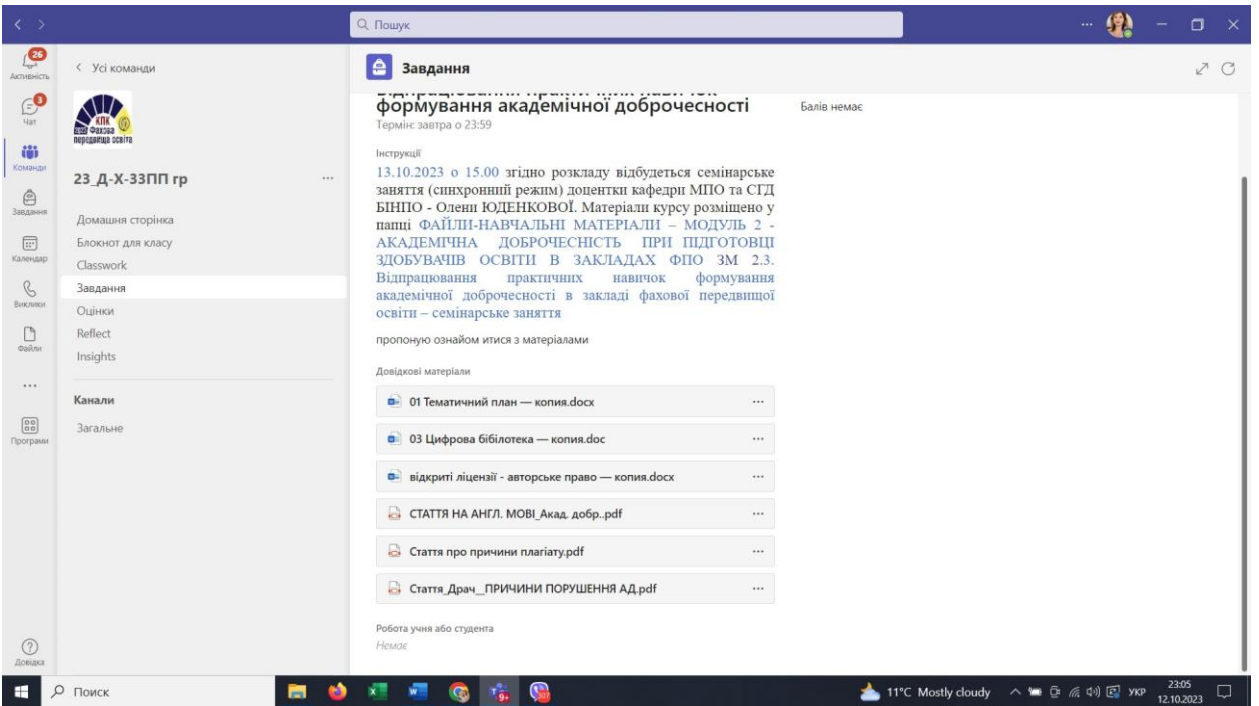 Пошук
26
Активність
3
Чат
Команди
Завдання
Календар
Виклики
Файли
Програми
Довідка
Усі команди
КПК
Фахова
передвища освіта
23_Д-Х-33ПП гр
Домашня сторінка
Блокнот для класу
Classwork
Завдання
Оцінки
Reflect
Insights
Канали
Загальне
Завдання
формування академічної доброчесності
Термін: завтра о 23:59
Балів немає
Інструкції
13.10.2023 о 15.00 згідно розкладу відбудеться семінарське
заняття (синхронний режим) доцентки кафедри МПО та СГД
БІНПО - Олени ЮДЕНКОВОЇ. Матеріали курсу розміщено у
папці ФАЙЛИ-НАВЧАЛЬНІ МАТЕРІАЛИ – МОДУЛЬ 2 -
АКАДЕМІЧНА ДОБРОЧЕСНІСТЬ ПРИ ПІДГОТОВЦІ
ЗДОБУВАЧІВ ОСВІТИ В ЗАКЛАДАХ ФПО ЗМ 2.3.
Відпрацювання практичних навичок формування
академічної доброчесності в закладі фахової передвищої
освіти – семінарське заняття
пропоную ознайом итися з матеріалами
Довідкові матеріали
01 Тематичний план — копия.docx
03 Цифрова бібілотека — копия.doc
відкриті ліцензії - авторське право — копия.docx
СТАТТЯ НА АНГЛ. МОВІ_Акад. добр..pdf
Стаття про причини плагіату.pdf
Стаття_Драч__ПРИЧИНИ ПОРУШЕННЯ АД.pdf
Робота учня або студента
Немає
Поиск
9+
11°C Mostly cloudy
УКР
23:05
12.10.2023